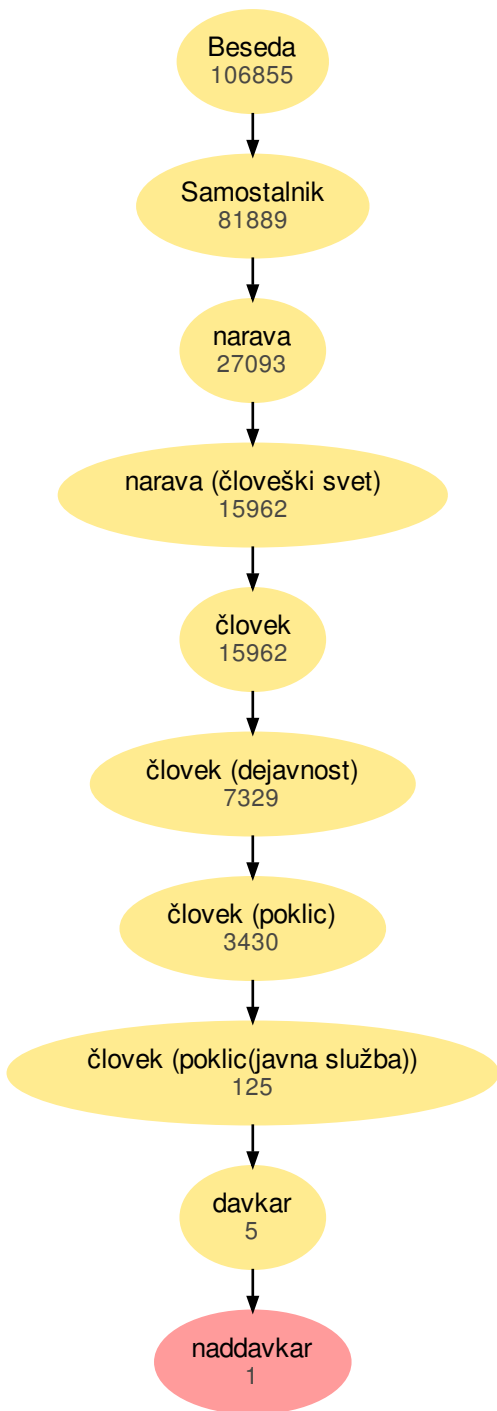 Beseda
106855
Samostalnik
81889
narava
27093
narava (človeški svet)
15962
človek
15962
človek (dejavnost)
7329
človek (poklic)
3430
človek (poklic(javna služba))
125
davkar
5
naddavkar
1